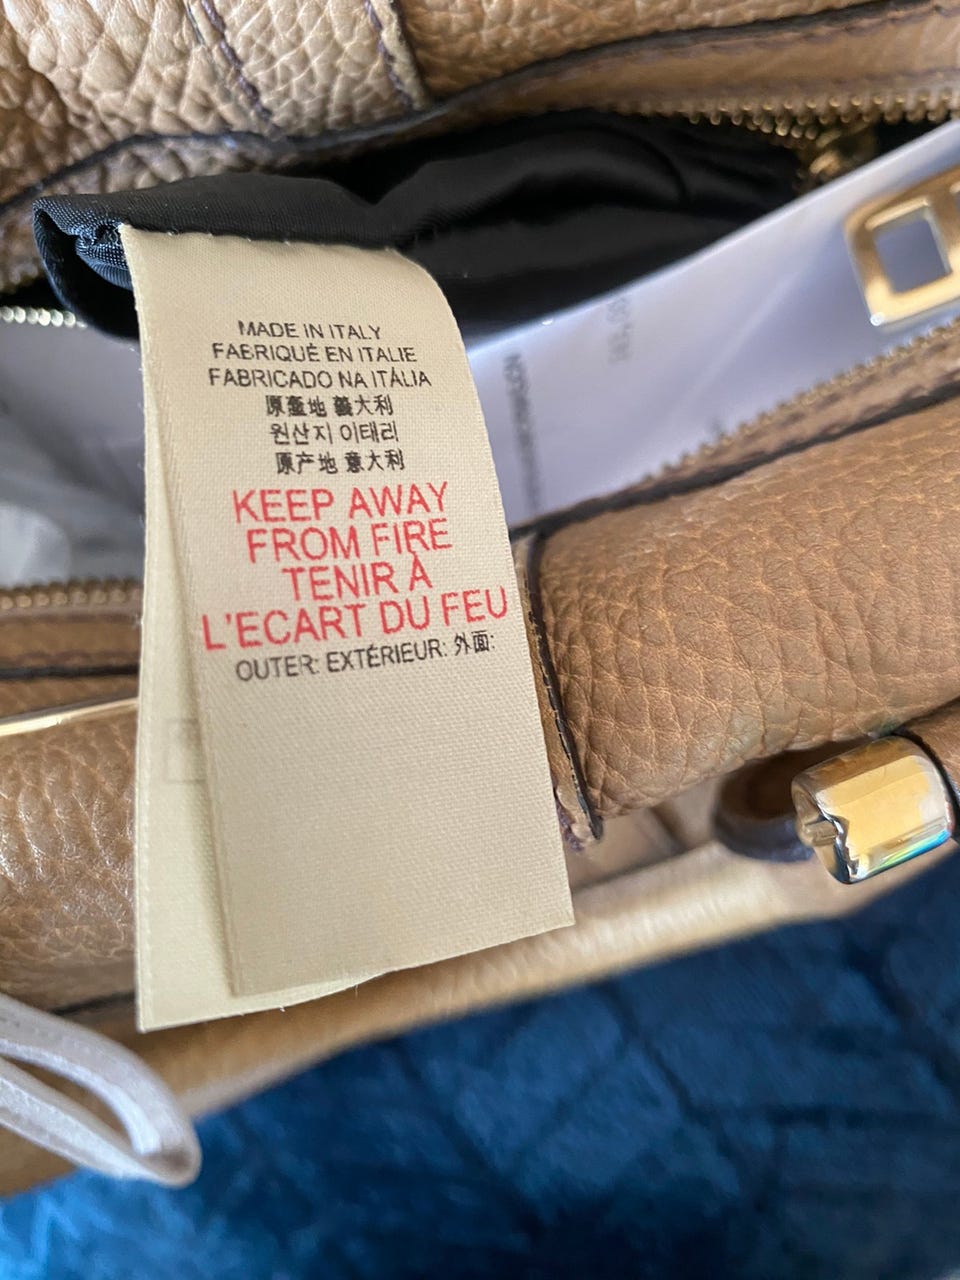 MADE IN ITALY
FABRIQUÉ EN ITALIE
FABRICADO NA ITÁLIA
原產地 義大利
원산지 이태리
原产地 意大利
KEEP AWAY
FROM FIRE
TENIR À
L'ECART DU FEU
OUTER: EXTÉRIEUR: 外面: